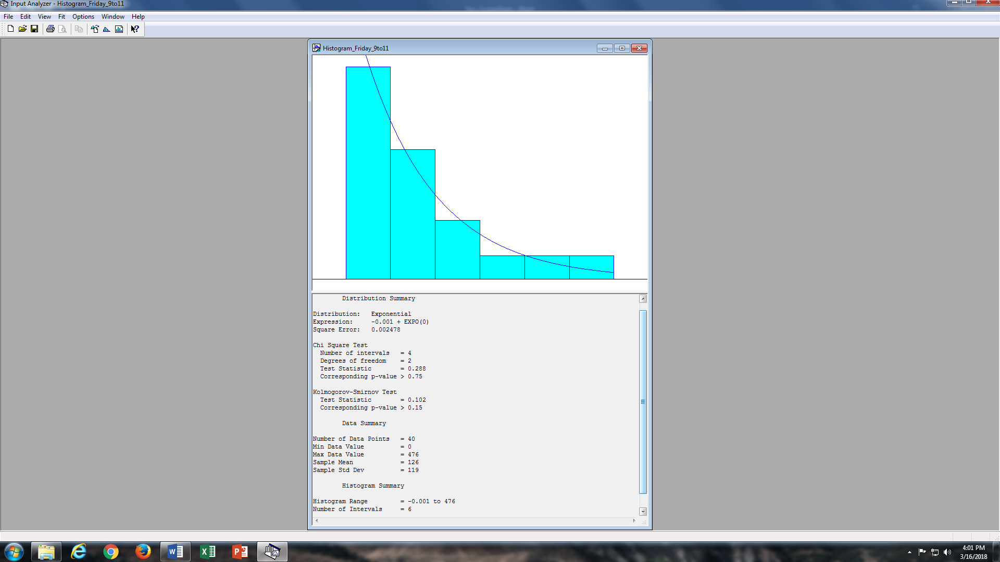 Input Analyzer - Histogram_Friday_9to11
File Edit View Fit Options Window Help
Histogram_Friday_9to11
Distribution Summary
Distribution: Exponential
Expression: -0.001 + EXPO(0)
Square Error: 0.002478
Chi Square Test
Number of intervals = 4
Degrees of freedom = 2
Test Statistic = 0.288
Corresponding p-value > 0.75
Kolmogorov-Smirnov Test
Test Statistic = 0.102
Corresponding p-value > 0.15
Data Summary
Number of Data Points = 40
Min Data Value = 0
Max Data Value = 476
Sample Mean = 126
Sample Std Dev = 119
Histogram Summary
Histogram Range = -0.001 to 476
Number of Intervals = 6
4:01 PM
3/16/2018